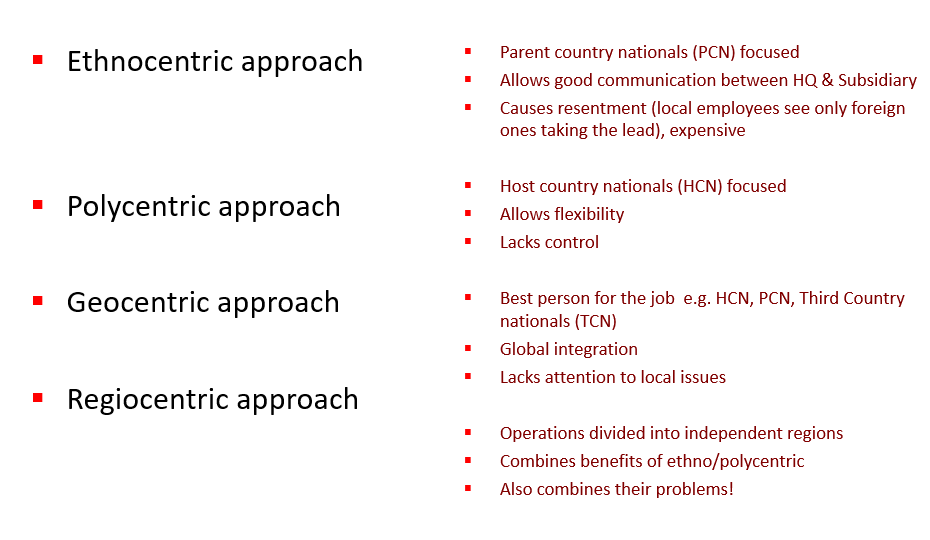 Ethnocentric approach
Parent country nationals (PCN) focused
Allows good communication between HQ & Subsidiary
Causes resentment (local employees see only foreign
ones taking the lead), expensive
Polycentric approach
Host country nationals (HCN) focused
Allows flexibility
Lacks control
Geocentric approach
Best person for the job  e.g. HCN, PCN, Third Country
nationals (TCN)
Global integration
Lacks attention to local issues
Regiocentric approach
Operations divided into independent regions
Combines benefits of ethno/polycentric
Also combines their problems!